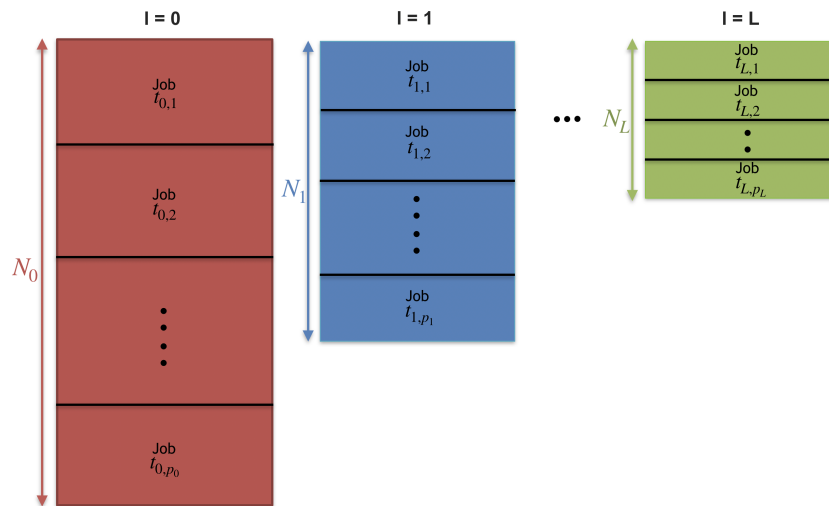 l = 0
N_0
Job
t_{0,1}
Job
t_{0,2}
Job
t_{0,p_0}
l = 1
N_1
Job
t_{1,1}
Job
t_{1,2}
Job
t_{1,p_1}
...
l = L
N_L
Job
t_{L,1}
Job
t_{L,2}
Job
t_{L,p_L}